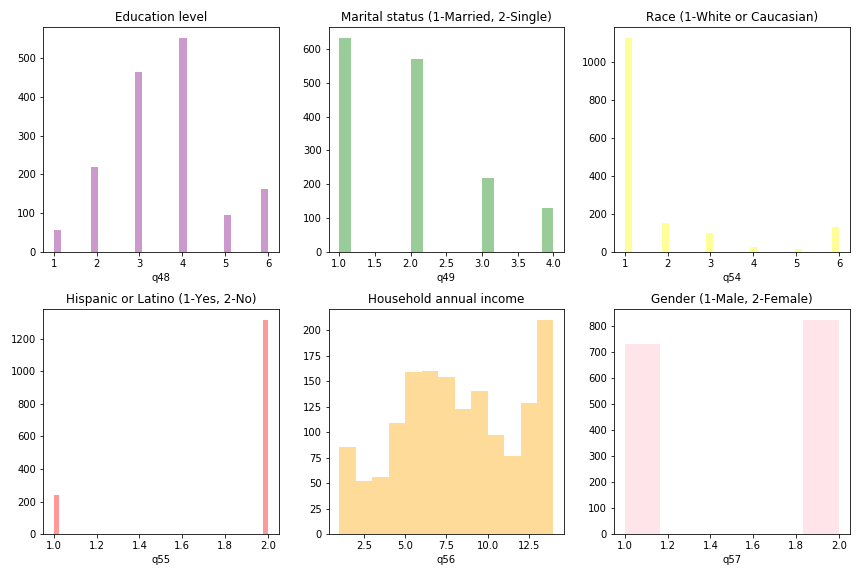 Education level
500
400
300
200
100
0
1 2 3 4 5 6
q48
Marital status (1-Married, 2-Single)
600
500
400
300
200
100
0
1.0 1.5 2.0 2.5 3.0 3.5 4.0
q49
Race (1-White or Caucasian)
1000
800
600
400
200
0
1 2 3 4 5 6
q54
Hispanic or Latino (1-Yes, 2-No)
1200
1000
800
600
400
200
0
1.0 1.2 1.4 1.6 1.8 2.0
q55
Household annual income
200
175
150
125
100
75
50
25
0
2.5 5.0 7.5 10.0 12.5
q56
Gender (1-Male, 2-Female)
800
700
600
500
400
300
200
100
0
1.0 1.2 1.4 1.6 1.8 2.0
q57